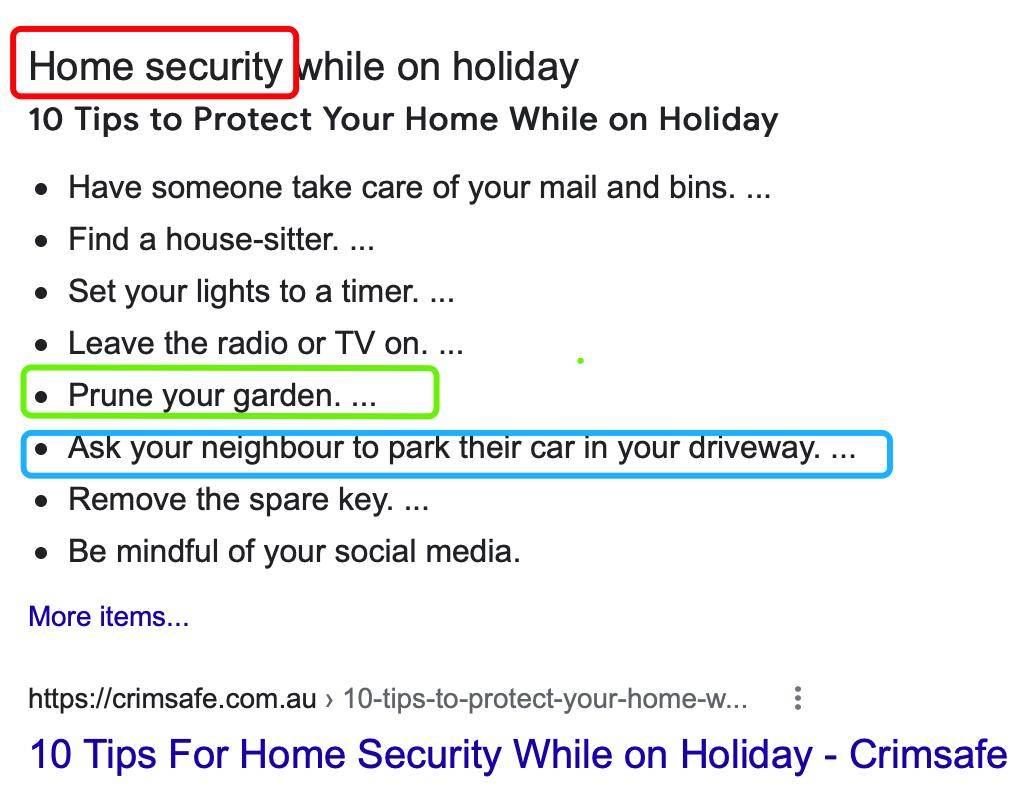 Home security while on holiday
10 Tips to Protect Your Home While on Holiday
• Have someone take care of your mail and bins. ...
• Find a house-sitter. ...
• Set your lights to a timer. ...
• Leave the radio or TV on. ...
• Prune your garden. ...
• Ask your neighbour to park their car in your driveway. ...
• Remove the spare key. ...
• Be mindful of your social media.
More items...
https://crimsafe.com.au › 10-tips-to-protect-your-home-w...
10 Tips For Home Security While on Holiday - Crimsafe